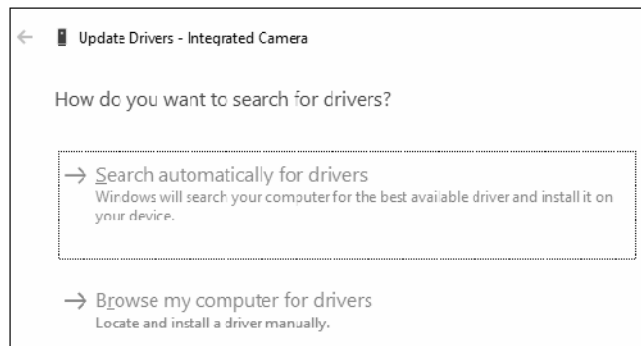 Update Drivers - Integrated Camera
How do you want to search for drivers?
Search automatically for drivers
Windows will search your computer for the best available driver and install it on
your device.
Browse my computer for drivers
Locate and install a driver manually.